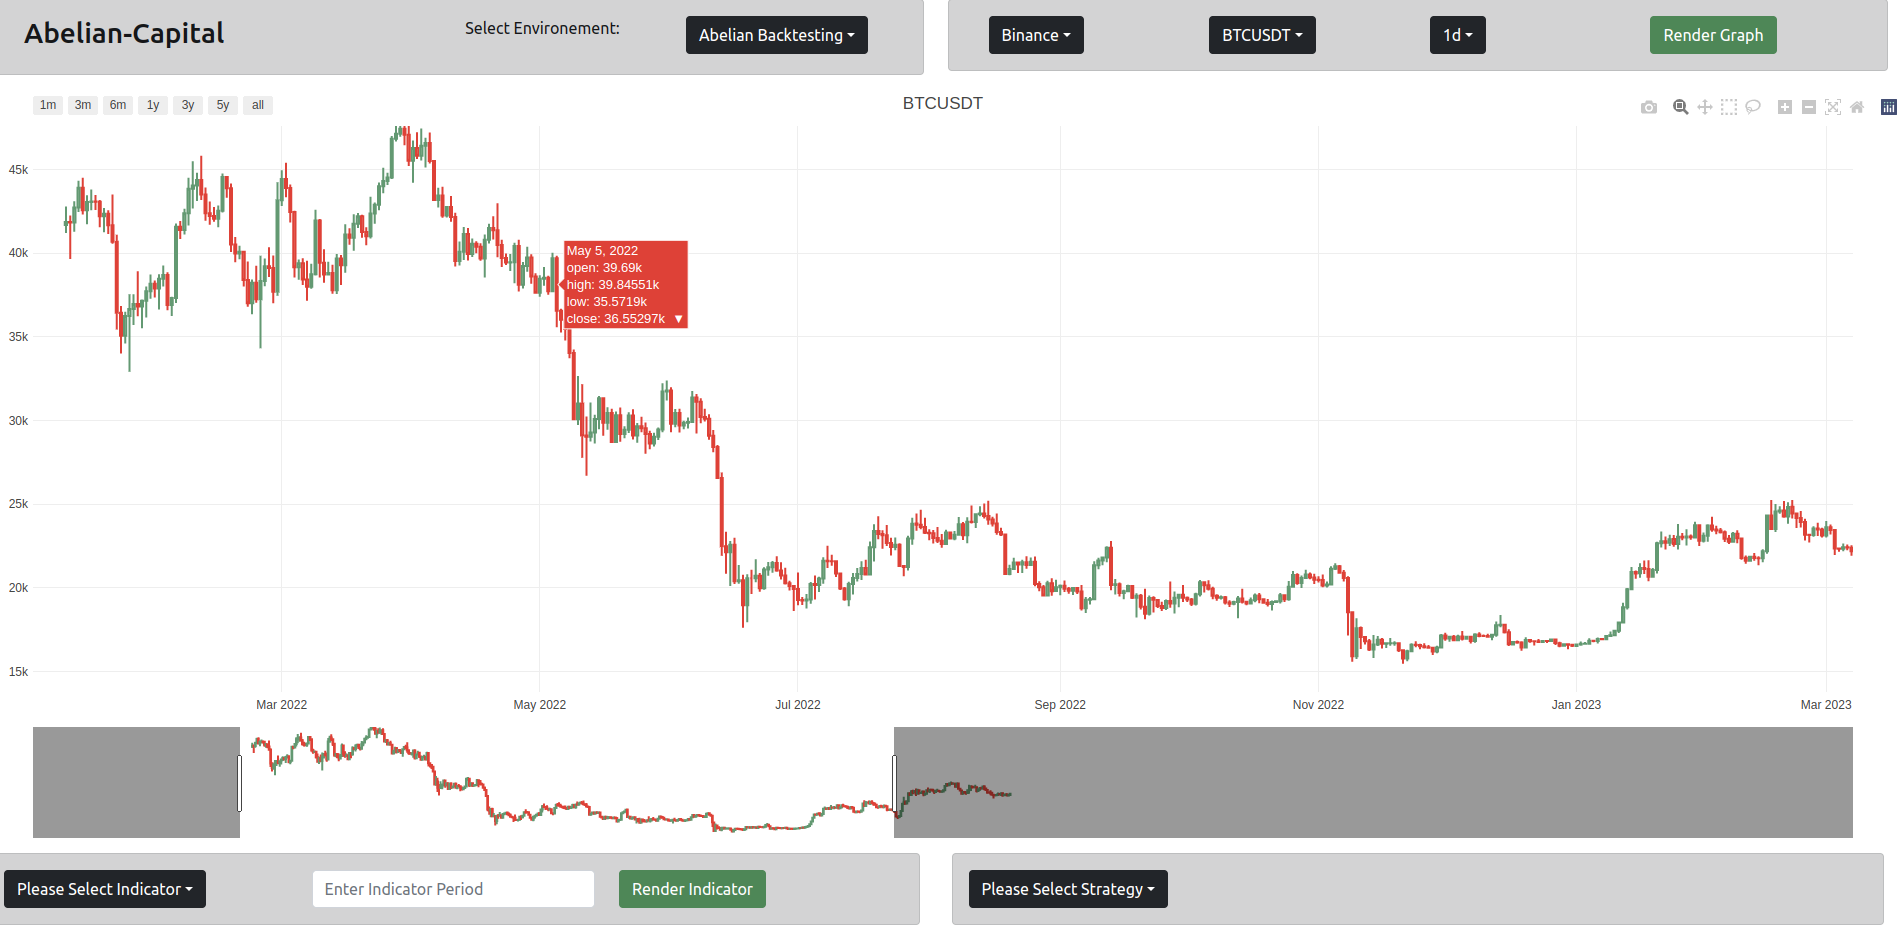 Abelian-Capital
Select Environement:
Abelian Backtesting
Binance
BTCUSDT
1d
Render Graph
1m 3m 6m 1y 3y 5y all
BTCUSDT
45k
40k
35k
30k
25k
20k
15k
May 5, 2022
open: 39.69k
high: 39.84551k
low: 35.5719k
close: 36.55297k ▼
Mar 2022 May 2022 Jul 2022 Sep 2022 Nov 2022 Jan 2023 Mar 2023
Please Select Indicator
Enter Indicator Period
Render Indicator
Please Select Strategy